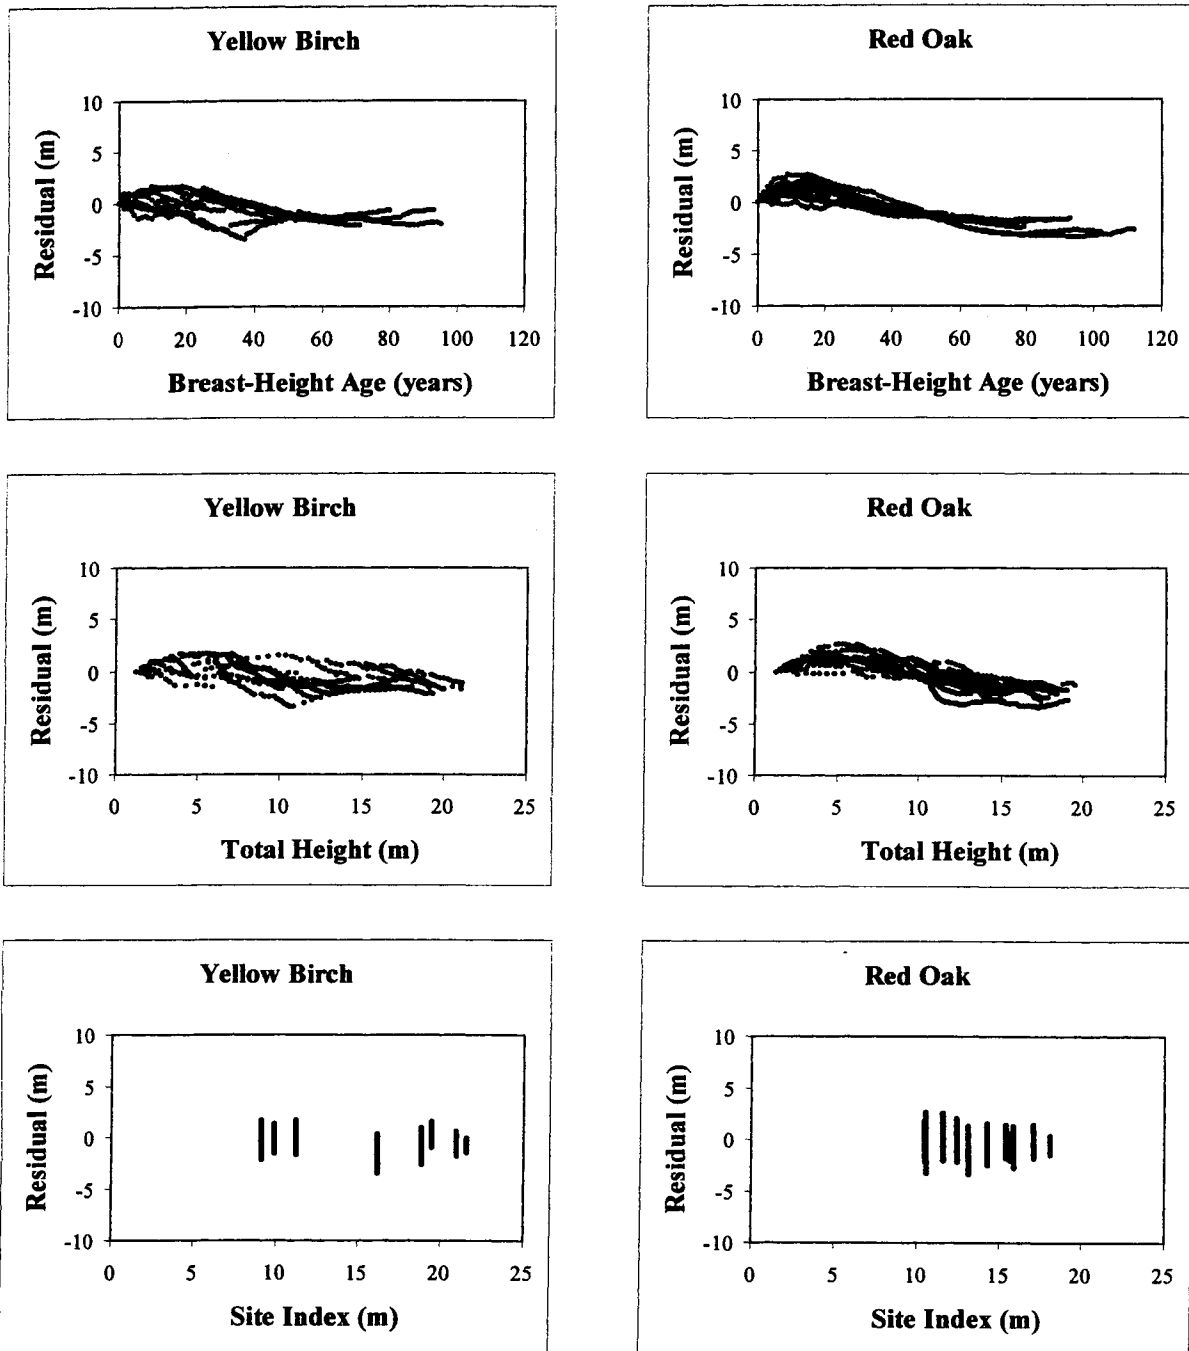 Yellow Birch
10
5
0
-5
-10
Residual (m)
0 20 40 60 80 100 120
Breast-Height Age (years)
Red Oak
10
5
0
-5
-10
Residual (m)
0 20 40 60 80 100 120
Breast-Height Age (years)
Yellow Birch
10
5
0
-5
-10
Residual (m)
0 5 10 15 20 25
Total Height (m)
Red Oak
10
5
0
-5
-10
Residual (m)
0 5 10 15 20 25
Total Height (m)
Yellow Birch
10
5
0
-5
-10
Residual (m)
0 5 10 15 20 25
Site Index (m)
Red Oak
10
5
0
-5
-10
Residual (m)
0 5 10 15 20 25
Site Index (m)